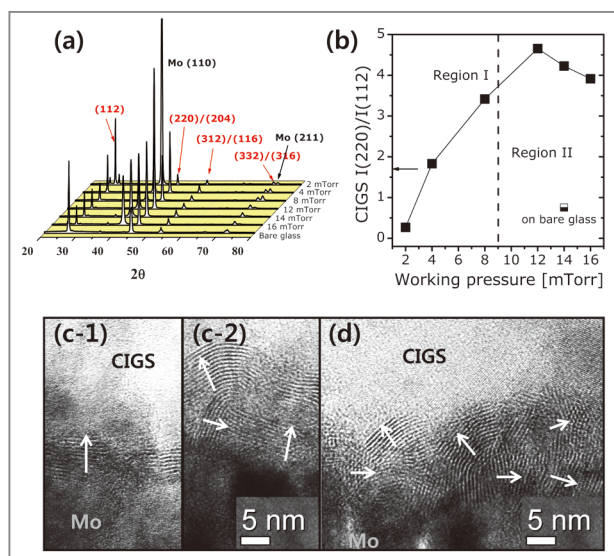 (a)
Mo (110)
(112)
(220)/(204)
(312)/(116)
Mo (211)
(332)/(316)
2 mTorr
4 mTorr
8 mTorr
12 mTorr
14 mTorr
16 mTorr
Bare glass
20 30 40 50 60 70 80
2θ
(b)
CIGS I(220)/I(112)
5
4
3
2
1
0
Region I
Region II
on bare glass
2 4 6 8 10 12 14 16
Working pressure [mTorr]
(c-1)
CIGS
Mo
(c-2)
5 nm
(d)
CIGS
Mo
5 nm